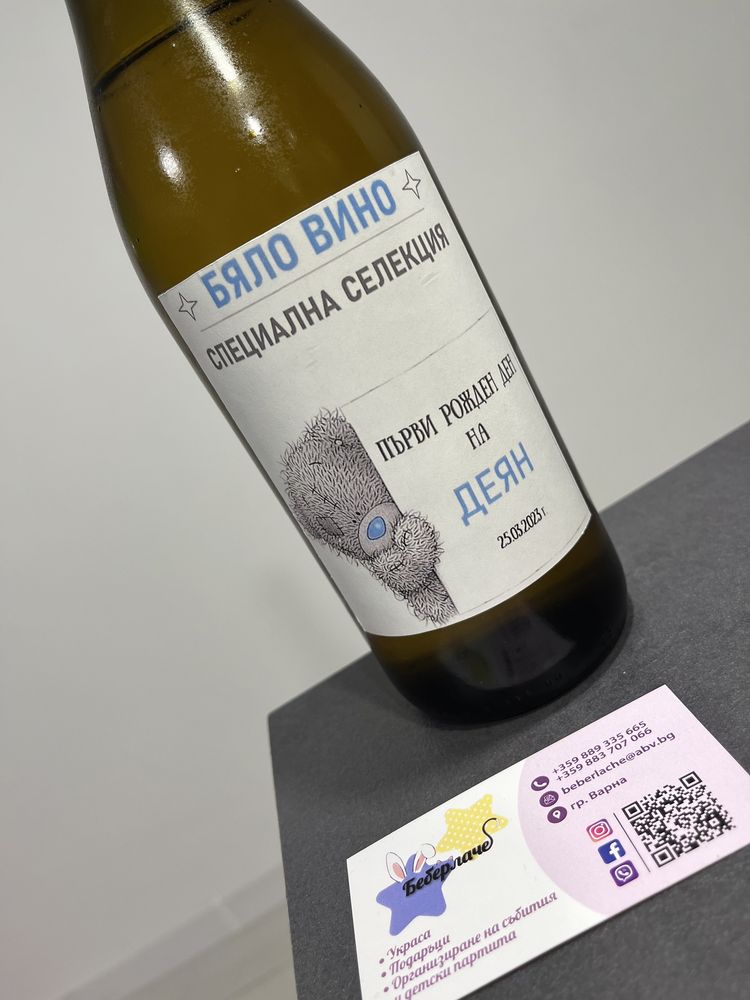 БЯЛО ВИНО
СПЕЦИАЛНА СЕЛЕКЦИЯ
ПЪРВИ РОЖДЕН ДЕН
НА
ДЕЯН
25.03.2023 г.
+359 889 335 665
+359 883 707 066
beberlache@abv.bg
гр. Варна
Беберлаче
• Украса
• Подаръци
• Организиране на събития
и детски партита